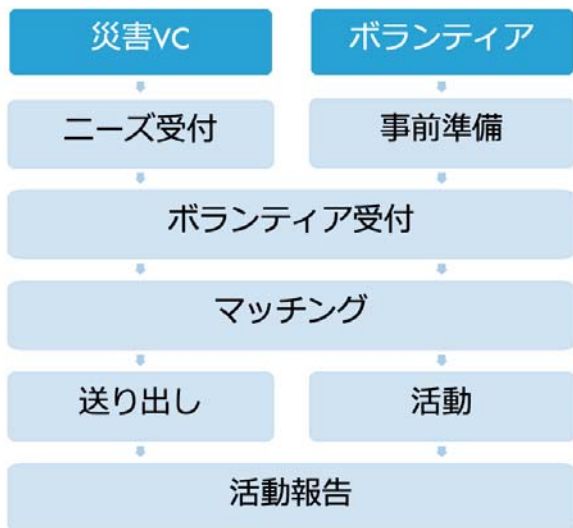 災害VC
ボランティア
ニーズ受付
事前準備
ボランティア受付
マッチング
送り出し
活動
活動報告